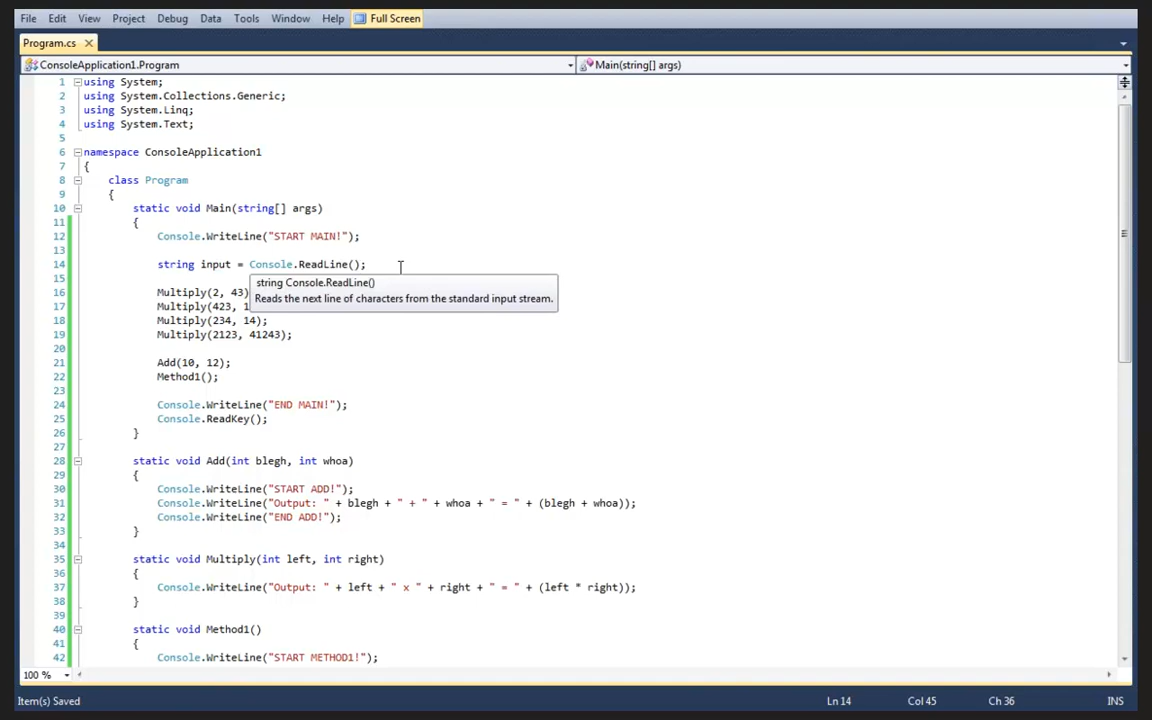 File Edit View Project Debug Data Tools Window Help Full Screen
Program.cs
ConsoleApplication1.Program Main(string[] args)
1 using System;
2 using System.Collections.Generic;
3 using System.Linq;
4 using System.Text;
5
6 namespace ConsoleApplication1
7 {
8 class Program
9 {
10 static void Main(string[] args)
11 {
12 Console.WriteLine("START MAIN!");
13
14 string input = Console.ReadLine();
15 string Console.ReadLine()
16 Multiply(2, 43) Reads the next line of characters from the standard input stream.
17 Multiply(423, 1
18 Multiply(234, 14);
19 Multiply(2123, 41243);
20
21 Add(10, 12);
22 Method1();
23
24 Console.WriteLine("END MAIN!");
25 Console.ReadKey();
26 }
27
28 static void Add(int blegh, int whoa)
29 {
30 Console.WriteLine("START ADD!");
31 Console.WriteLine("Output: " + blegh + " + " + whoa + " = " + (blegh + whoa));
32 Console.WriteLine("END ADD!");
33 }
34
35 static void Multiply(int left, int right)
36 {
37 Console.WriteLine("Output: " + left + " x " + right + " = " + (left * right));
38 }
39
40 static void Method1()
41 {
42 Console.WriteLine("START METHOD1!");
100 %
Item(s) Saved Ln 14 Col 45 Ch 36 INS